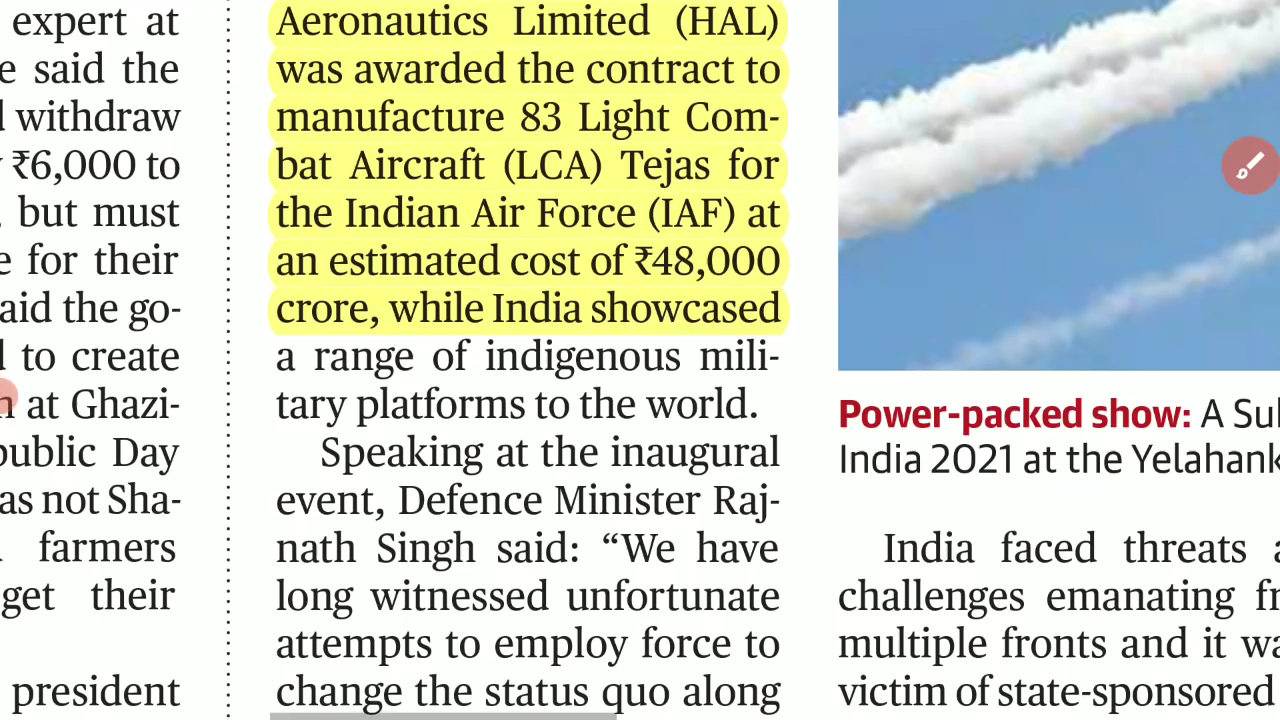 expert at
said the
withdraw
₹6,000 to
but must
for their
said the go-
to create
at Ghazi-
public Day
as not Sha-
farmers
get their
president
Aeronautics Limited (HAL)
was awarded the contract to
manufacture 83 Light Com-
bat Aircraft (LCA) Tejas for
the Indian Air Force (IAF) at
an estimated cost of ₹48,000
crore, while India showcased
a range of indigenous mili-
tary platforms to the world.
Speaking at the inaugural
event, Defence Minister Raj-
nath Singh said: “We have
long witnessed unfortunate
attempts to employ force to
change the status quo along
Power-packed show: A
India 2021 at the
India faced threats
challenges emanating
multiple fronts and it
victim of state-sponsored